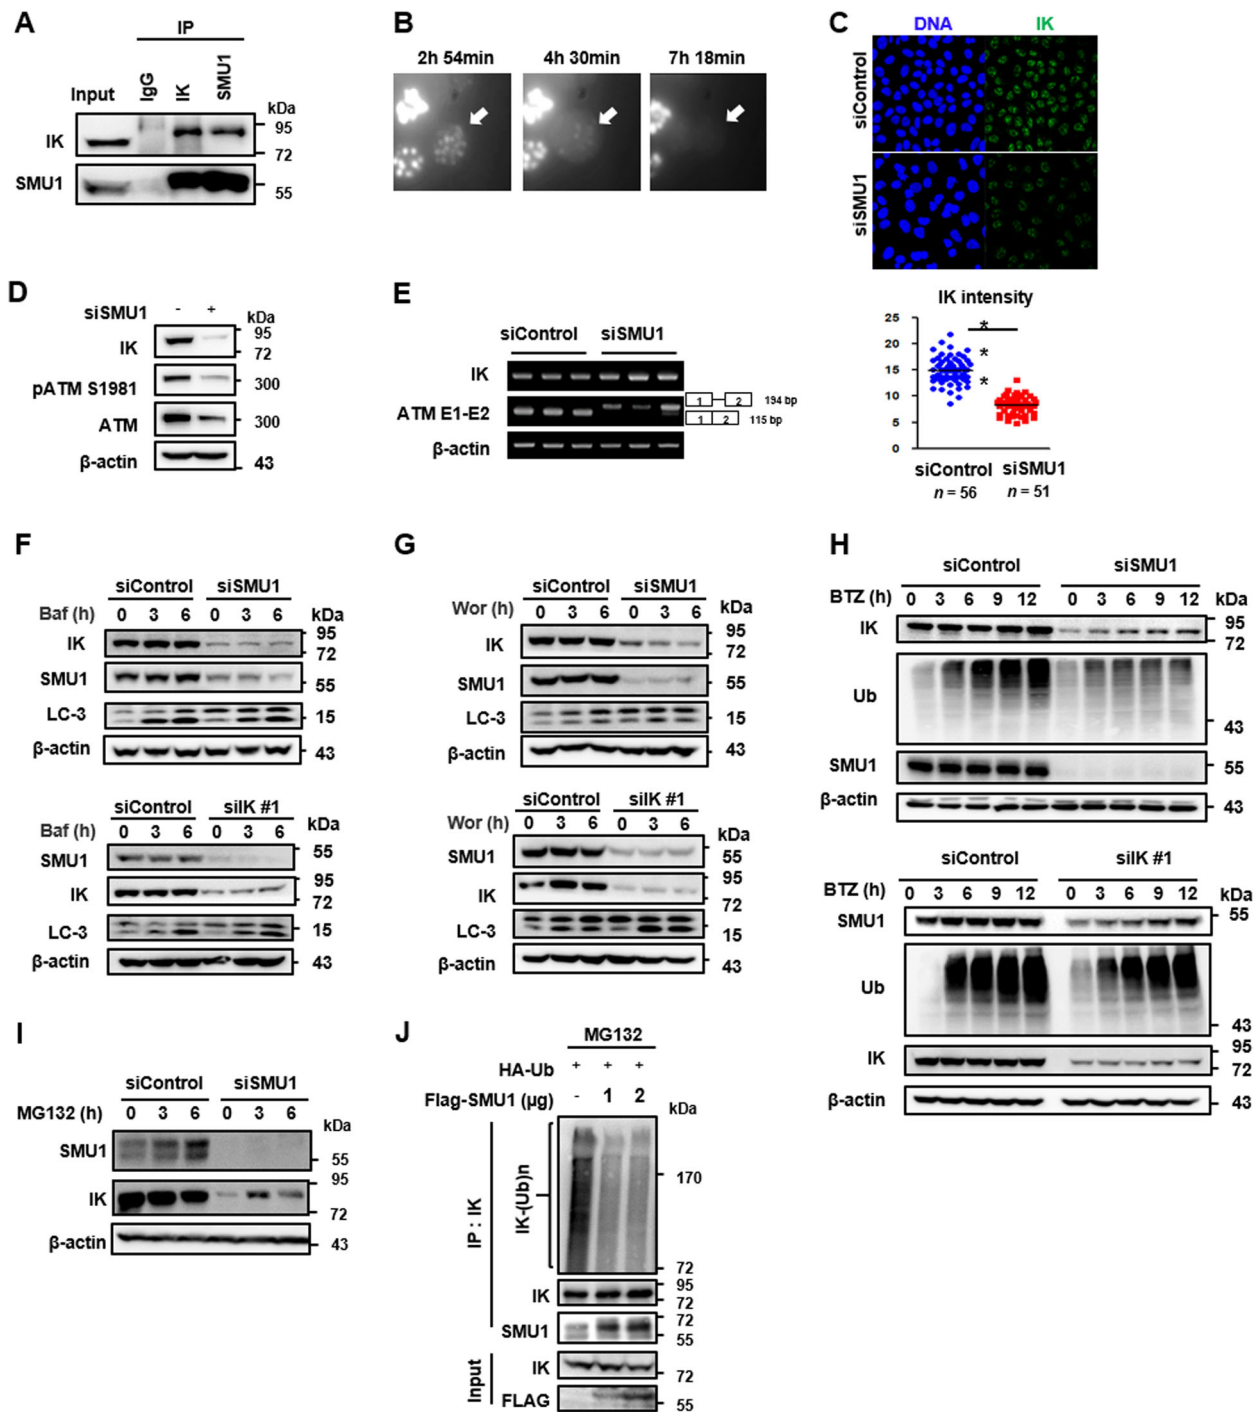 A
IP
Input IgG IK SMU1 kDa
IK 95
72
SMU1 55
B
2h 54min 4h 30min 7h 18min
C
DNA IK
siControl
siSMU1
IK intensity
25
20
15
10
5
0
*
*
*
siControl siSMU1
n = 56 n = 51
D
siSMU1 - + kDa
IK 95
72
pATM S1981 300
ATM 300
β-actin 43
E
siControl siSMU1
IK
ATM E1-E2 1 2 194 bp
1 2 115 bp
β-actin
F
siControl siSMU1
Baf (h) 0 3 6 0 3 6 kDa
IK 95
72
SMU1 55
LC-3 15
β-actin 43
siControl siIK #1
Baf (h) 0 3 6 0 3 6 kDa
SMU1 55
IK 95
72
LC-3 15
β-actin 43
G
siControl siSMU1
Wor (h) 0 3 6 0 3 6 kDa
IK 95
72
SMU1 55
LC-3 15
β-actin 43
siControl siIK #1
Wor (h) 0 3 6 0 3 6 kDa
SMU1 55
IK 95
72
LC-3 15
β-actin 43
H
siControl siSMU1
BTZ (h) 0 3 6 9 12 0 3 6 9 12 kDa
IK 95
72
Ub
43
SMU1 55
β-actin 43
siControl siIK #1
BTZ (h) 0 3 6 9 12 0 3 6 9 12 kDa
SMU1 55
Ub
43
IK 95
72
β-actin 43
I
siControl siSMU1
MG132 (h) 0 3 6 0 3 6 kDa
SMU1 55
IK 95
72
β-actin 43
J
MG132
HA-Ub + + +
Flag-SMU1 (μg) - 1 2 kDa
IP : IK
IK-(Ub)n
170
72
IK 95
72
SMU1 72
55
Input
IK 72
FLAG 55